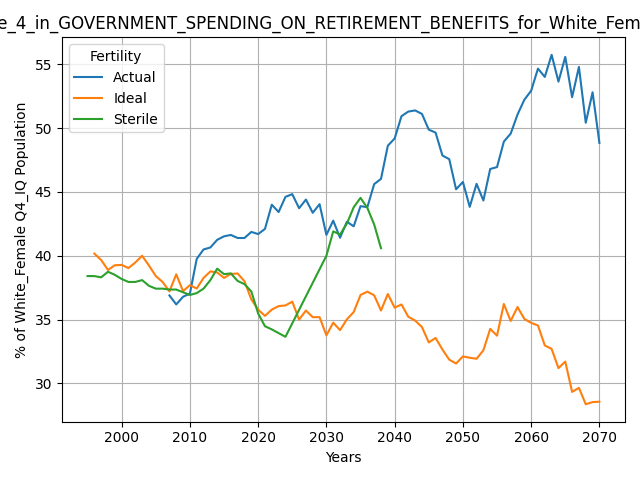 e_4_in_GOVERNMENT_SPENDING_ON_RETIREMENT_BENEFITS_for_White_Fem
Fertility
Actual
Ideal
Sterile
% of White_Female Q4_IQ Population
55
50
45
40
35
30
2000 2010 2020 2030 2040 2050 2060 2070
Years